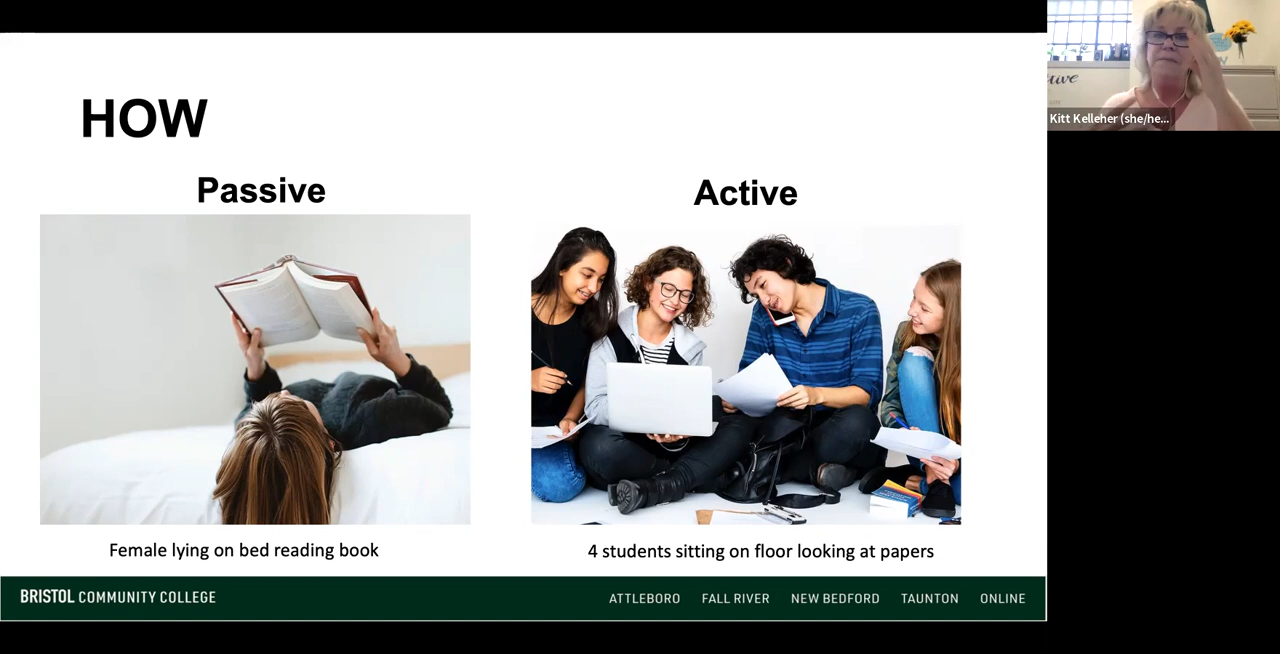 HOW
Passive
Active
Female lying on bed reading book
4 students sitting on floor looking at papers
BRISTOL COMMUNITY COLLEGE
ATTLEBORO FALL RIVER NEW BEDFORD TAUNTON ONLINE
Kitt Kelleher (she/he...